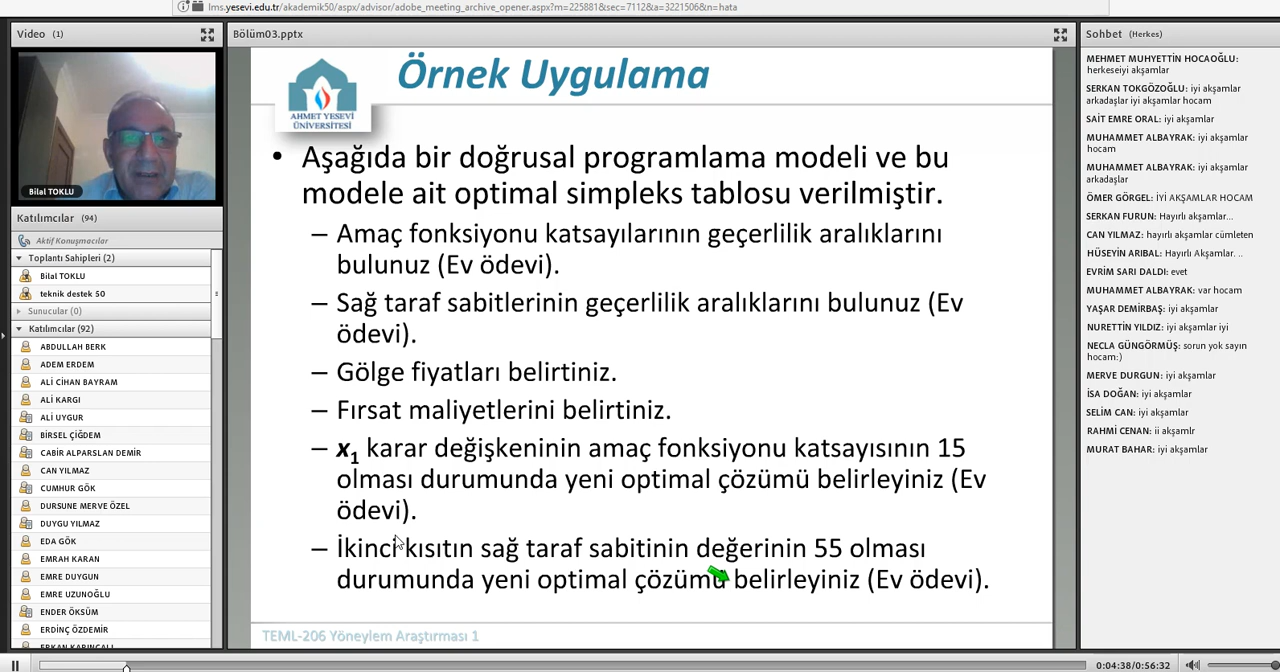 lms.yesevi.edu.tr/akademik50/aspx/advisor/adobe_meeting_archive_opener.aspx?m=225881&sec=7112&a=3221506&n=hata
Video (1)
Bilal TOKLU
Katılımcılar (94)
Aktif Konuşmacılar
Toplantı Sahipleri (2)
Bilal TOKLU
teknik destek 50
Sunucular (0)
Katılımcılar (92)
ABDULLAH BERK
ADEM ERDEM
ALİ CİHAN BAYRAM
ALİ KARGI
ALİ UYGUR
BİRSEL ÇİĞDEM
CABİR ALPARSLAN DEMİR
CAN YILMAZ
CUMHUR GÖK
DURSUNE MERVE ÖZEL
DUYGU YILMAZ
EDA GÖK
EMRAH KARAN
EMRE DUYGUN
EMRE UZUNOĞLU
ENDER ÖKSÜM
ERDİNÇ ÖZDEMİR
ERKAN KARINCALI
Bölüm03.pptx
AHMET YESEVİ
ÜNİVERSİTESİ
Örnek Uygulama
• Aşağıda bir doğrusal programlama modeli ve bu
modele ait optimal simpleks tablosu verilmiştir.
– Amaç fonksiyonu katsayılarının geçerlilik aralıklarını
bulunuz (Ev ödevi).
– Sağ taraf sabitlerinin geçerlilik aralıklarını bulunuz (Ev
ödevi).
– Gölge fiyatları belirtiniz.
– Fırsat maliyetlerini belirtiniz.
– x1 karar değişkeninin amaç fonksiyonu katsayısının 15
olması durumunda yeni optimal çözümü belirleyiniz (Ev
ödevi).
– İkinci kısıtın sağ taraf sabitinin değerinin 55 olması
durumunda yeni optimal çözümü belirleyiniz (Ev ödevi).
TEML-206 Yöneylem Araştırması 1
Sohbet (Herkes)
MEHMET MUHYETTİN HOCAOĞLU:
herkeseiyi akşamlar
SERKAN TOKGÖZOĞLU: iyi akşamlar
arkadaşlar iyi akşamlar hocam
SAİT EMRE ORAL: iyi akşamlar
MUHAMMET ALBAYRAK: iyi akşamlar
hocam
MUHAMMET ALBAYRAK: iyi akşamlar
arkadaşlar
ÖMER GÖRGEL: İYİ AKŞAMLAR HOCAM
SERKAN FURUN: Hayırlı akşamlar...
CAN YILMAZ: hayırlı akşamlar cümleten
HÜSEYİN ARIBAL: Hayırlı Akşamlar. ..
EVRİM SARI DALDI: evet
MUHAMMET ALBAYRAK: var hocam
YAŞAR DEMİRBAŞ: iyi akşamlar
NURETTİN YILDIZ: iyi akşamlar iyi
NECLA GÜNGÖRMÜŞ: sorun yok sayın
hocam:)
MERVE DURGUN: iyi akşamlar
İSA DOĞAN: iyi akşamlar
SELİM CAN: iyi akşamlar
RAHMİ CENAN: ii akşamlr
MURAT BAHAR: iyi akşamlar
0:04:38/0:56:32